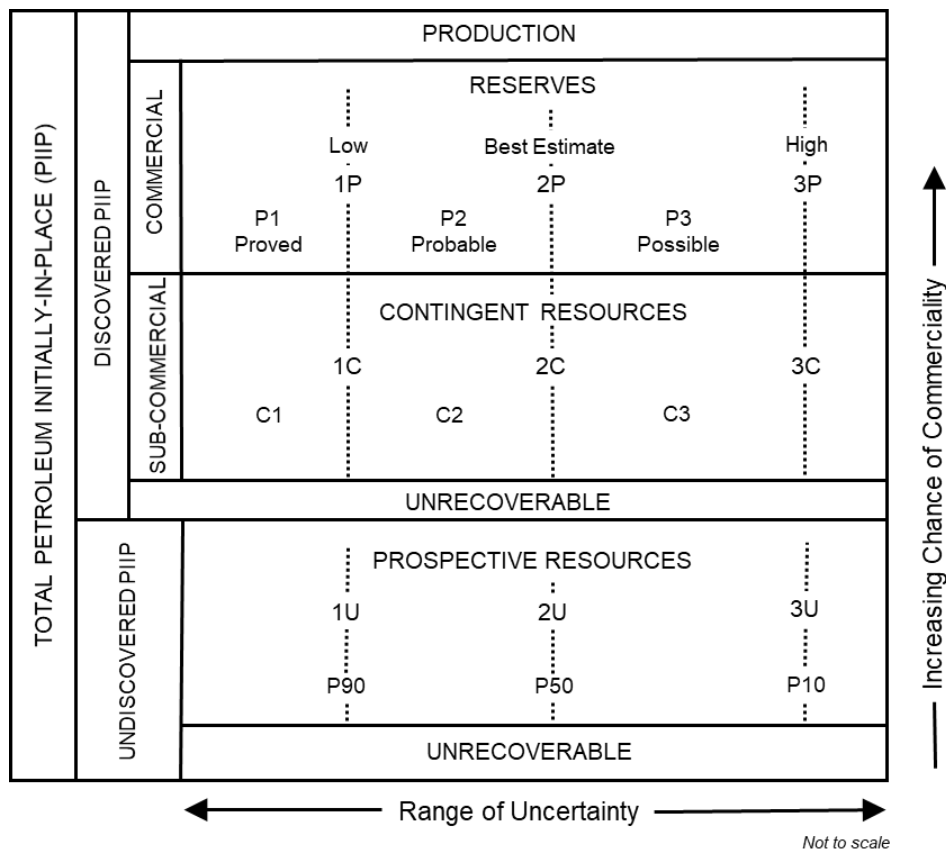 TOTAL PETROLEUM INITIALLY-IN-PLACE (PIIP)
DISCOVERED PIIP
COMMERCIAL
PRODUCTION
RESERVES
Low
Best Estimate
High
1P
2P
3P
P1
Proved
P2
Probable
P3
Possible
SUB-COMMERCIAL
CONTINGENT RESOURCES
1C
2C
3C
C1
C2
C3
UNRECOVERABLE
UNDISCOVERED PIIP
PROSPECTIVE RESOURCES
1U
2U
3U
P90
P50
P10
UNRECOVERABLE
Increasing Chance of Commerciality
Range of Uncertainty
Not to scale